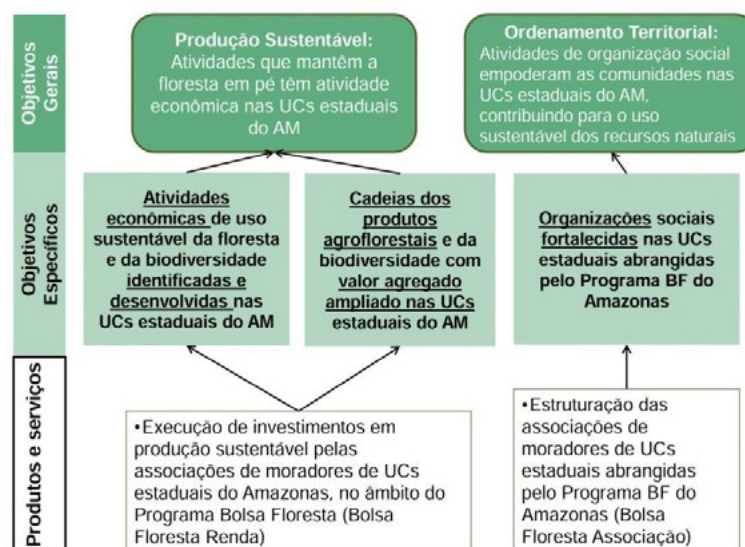 Objetivos
Gerais
Produção Sustentável:
Atividades que mantêm a
floresta em pé têm atividade
econômica nas UCs estaduais
do AM
Ordenamento Territorial:
Atividades de organização social
empoderam as comunidades nas
UCs estaduais do AM,
contribuindo para o uso
sustentável dos recursos naturais
Objetivos
Específicos
Atividades
econômicas de uso
sustentável da floresta
e da biodiversidade
identificadas e
desenvolvidas nas
UCs estaduais do AM
Cadeias dos
produtos
agroflorestais e da
biodiversidade com
valor agregado
ampliado nas UCs
estaduais do AM
Organizações sociais
fortalecidas nas UCs
estaduais abrangidas
pelo Programa BF do
Amazonas
Produtos e serviços
•Execução de investimentos em
produção sustentável pelas
associações de moradores de UCs
estaduais do Amazonas, no âmbito do
Programa Bolsa Floresta (Bolsa
Floresta Renda)
•Estruturação das
associações de
moradores de UCs
estaduais abrangidas
pelo Programa BF do
Amazonas (Bolsa
Floresta Associação)